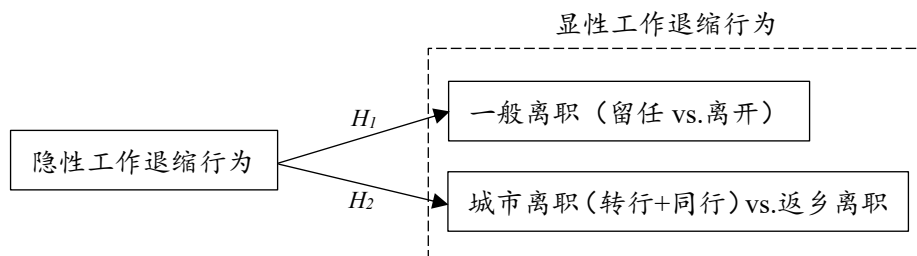 显性工作退缩行为
H1
一般离职（留任 vs.离开）
隐性工作退缩行为
H2
城市离职(转行+同行) vs.返乡离职